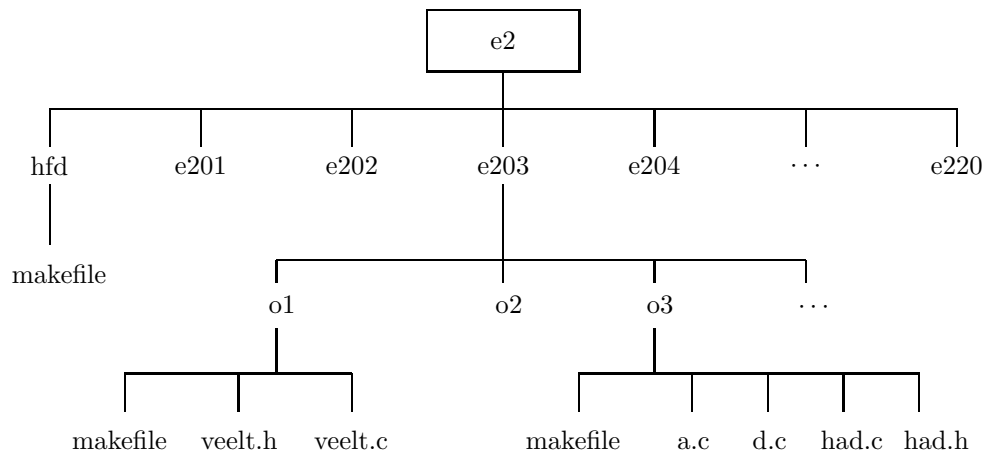 e2
hfd e201 e202 e203 e204 ... e220
makefile
o1 o2 o3 ...
makefile veelt.h veelt.c makefile a.c d.c had.c had.h